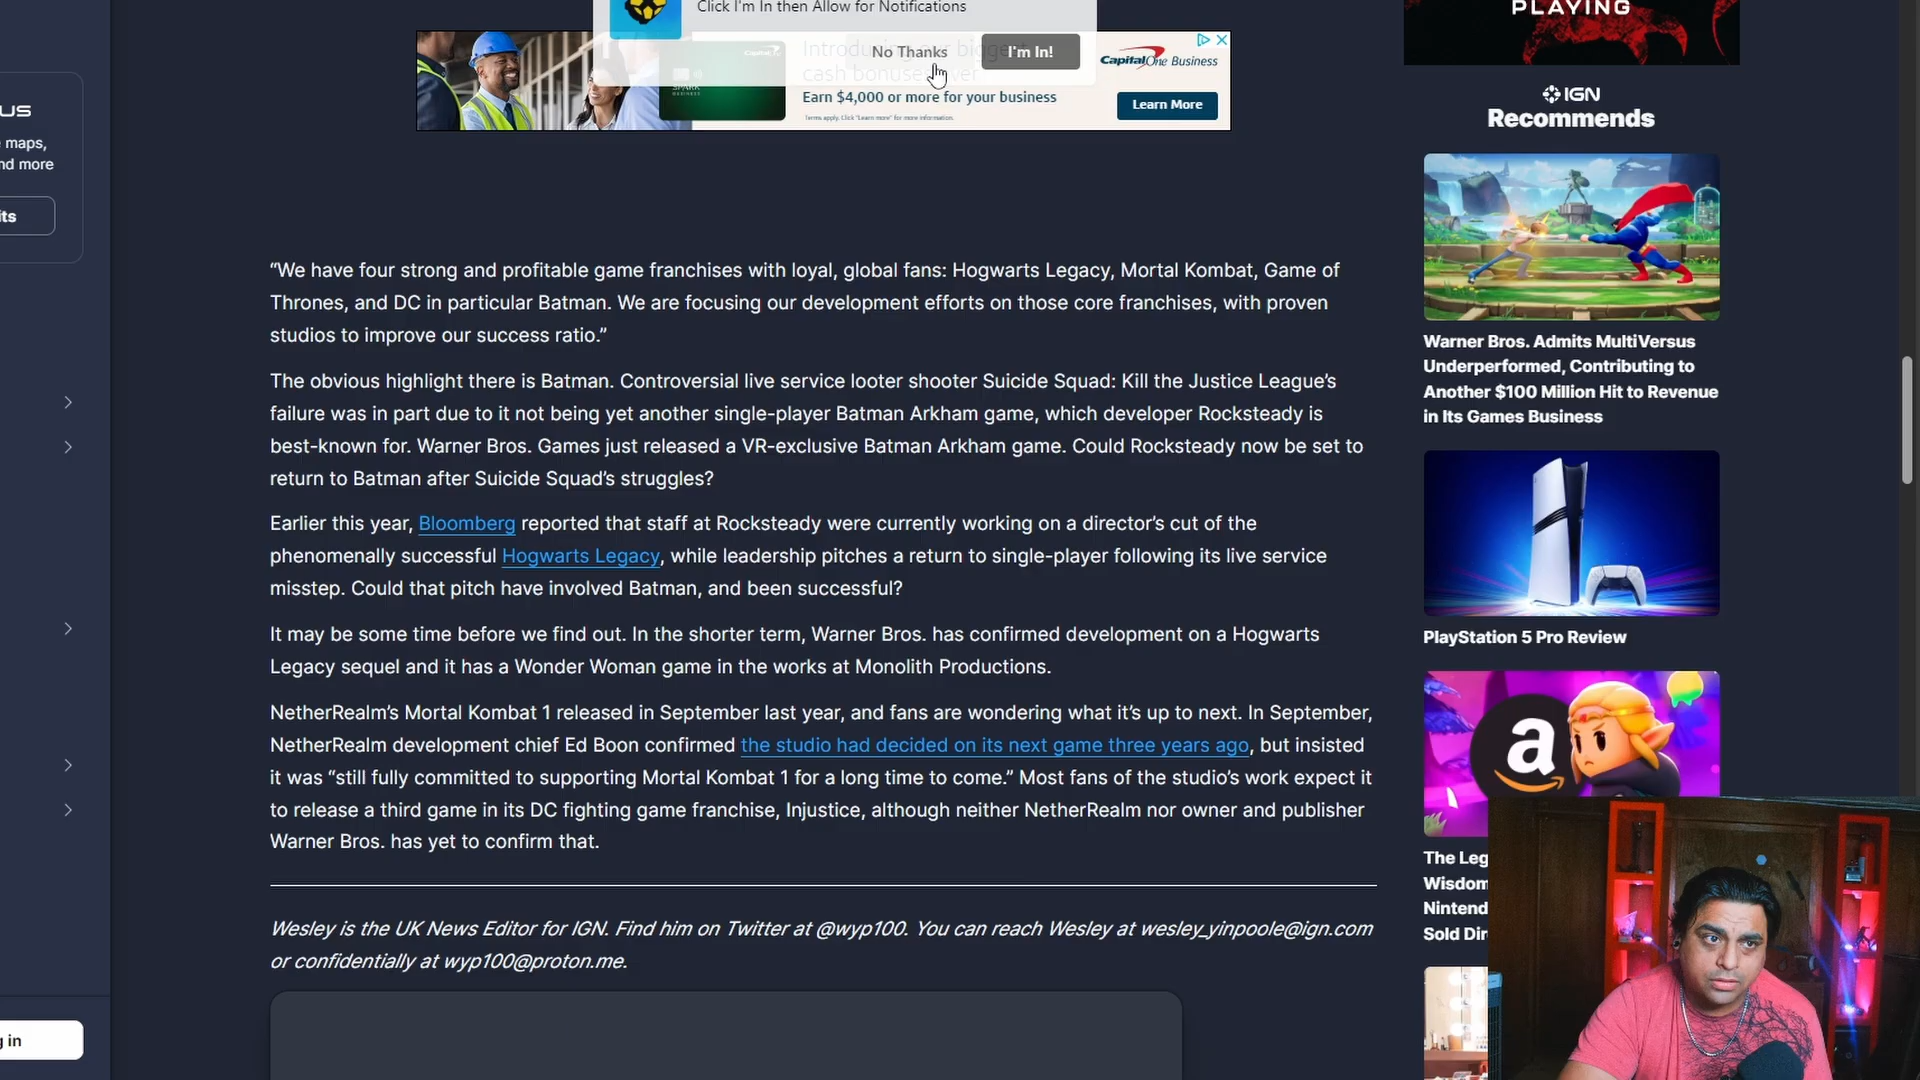 Click I'm In then Allow for Notifications
No Thanks
I'm In!
Earn $4,000 or more for your business
Terms apply. Click "Learn more" for more information.
Capital One Business
Learn More
PLAYING
US
maps,
nd more
its
g in
“We have four strong and profitable game franchises with loyal, global fans: Hogwarts Legacy, Mortal Kombat, Game of
Thrones, and DC in particular Batman. We are focusing our development efforts on those core franchises, with proven
studios to improve our success ratio.”
The obvious highlight there is Batman. Controversial live service looter shooter Suicide Squad: Kill the Justice League’s
failure was in part due to it not being yet another single-player Batman Arkham game, which developer Rocksteady is
best-known for. Warner Bros. Games just released a VR-exclusive Batman Arkham game. Could Rocksteady now be set to
return to Batman after Suicide Squad’s struggles?
Earlier this year, Bloomberg reported that staff at Rocksteady were currently working on a director’s cut of the
phenomenally successful Hogwarts Legacy, while leadership pitches a return to single-player following its live service
misstep. Could that pitch have involved Batman, and been successful?
It may be some time before we find out. In the shorter term, Warner Bros. has confirmed development on a Hogwarts
Legacy sequel and it has a Wonder Woman game in the works at Monolith Productions.
NetherRealm’s Mortal Kombat 1 released in September last year, and fans are wondering what it’s up to next. In September,
NetherRealm development chief Ed Boon confirmed the studio had decided on its next game three years ago, but insisted
it was “still fully committed to supporting Mortal Kombat 1 for a long time to come.” Most fans of the studio’s work expect it
to release a third game in its DC fighting game franchise, Injustice, although neither NetherRealm nor owner and publisher
Warner Bros. has yet to confirm that.
Wesley is the UK News Editor for IGN. Find him on Twitter at @wyp100. You can reach Wesley at wesley_yinpoole@ign.com
or confidentially at wyp100@proton.me.
IGN
Recommends
Warner Bros. Admits MultiVersus
Underperformed, Contributing to
Another $100 Million Hit to Revenue
in Its Games Business
PlayStation 5 Pro Review
a
The Leg
Wisdom
Nintend
Sold Dir